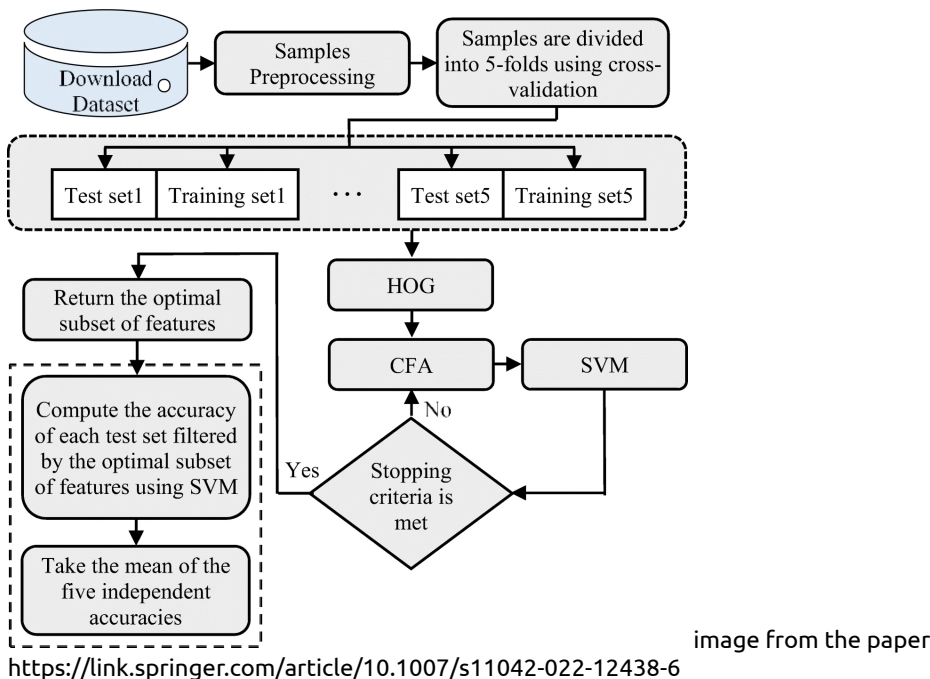 Download
Dataset
Samples
Preprocessing
Samples are divided
into 5-folds using cross-
validation
Test set1
Training set1
...
Test set5
Training set5
HOG
Return the optimal
subset of features
CFA
SVM
No
Compute the accuracy
of each test set filtered
by the optimal subset
of features using SVM
Yes
Stopping
criteria is
met
Take the mean of the
five independent
accuracies
image from the paper
https://link.springer.com/article/10.1007/s11042-022-12438-6